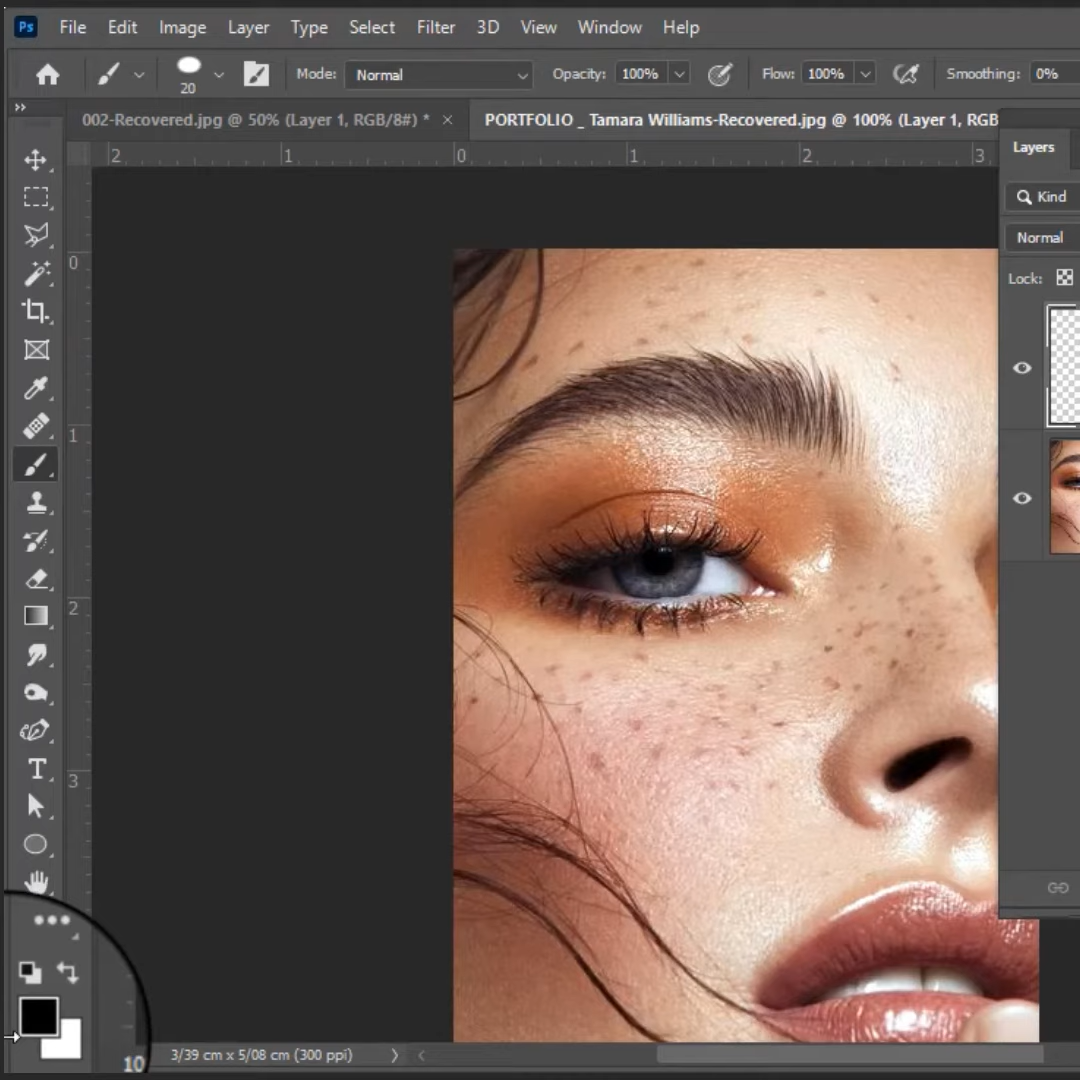 Ps File Edit Image Layer Type Select Filter 3D View Window Help
20 Mode: Normal Opacity: 100% Flow: 100% Smoothing: 0%
002-Recovered.jpg @ 50% (Layer 1, RGB/8#) * × PORTFOLIO _ Tamara Williams-Recovered.jpg @ 100% (Layer 1, RGB
2 1 0 1 2 3
Layers
Kind
Normal
Lock:
0
1
2
3
T
10
3/39 cm x 5/08 cm (300 ppi)